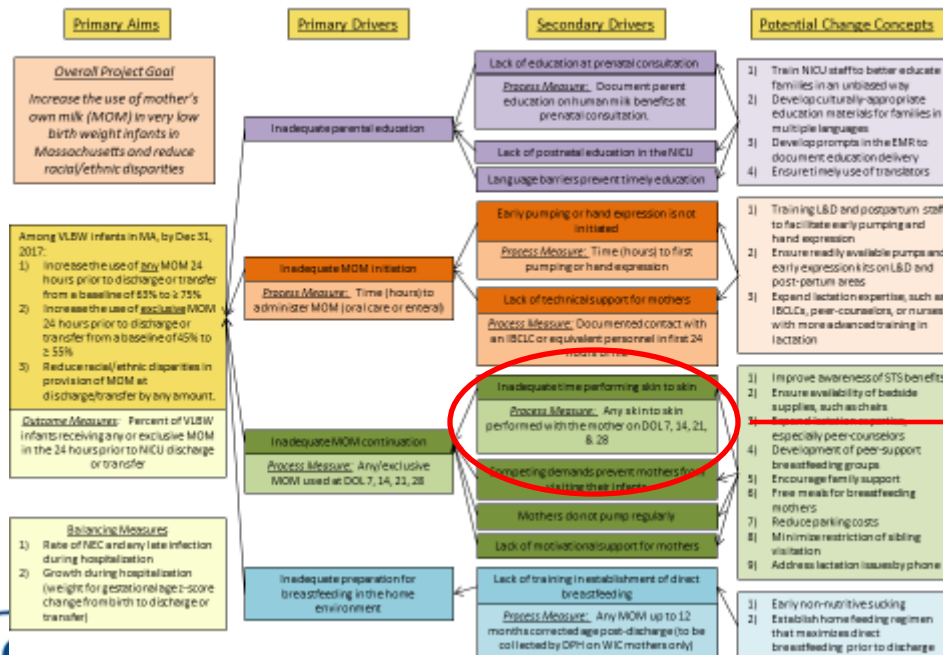 Primary Aims
Primary Drivers
Secondary Drivers
Potential Change Concepts
Overall Project Goal
Increase the use of mother's
own milk (MOM) in very low
birth weight infants in
Massachusetts and reduce
racial/ethnic disparities
Among VLBW infants in MA, by Dec 31,
2017:
1) Increase the use of any MOM 24
hours prior to discharge or transfer
from a baseline of 63% to ≥ 75%
2) Increase the use of exclusive MOM
24 hours prior to discharge or
transfer from a baseline of 45% to
≥ 55%
3) Reduce racial/ethnic disparities in
provision of MOM at
discharge/transfer by any amount.
Outcome Measures: Percent of VLBW
infants receiving any or exclusive MOM
in the 24 hours prior to NICU discharge
or transfer
Balancing Measures
1) Rate of NEC and any late infection
during hospitalization
2) Growth during hospitalization
(weight for gestational age z-score
change from birth to discharge or
transfer)
Inadequate parental education
Inadequate MOM initiation
Process Measure: Time (hours) to
administer MOM (oral care or enteral)
Inadequate MOM continuation
Process Measure: Any/exclusive
MOM used at DOL 7, 14, 21, 28
Inadequate preparation for
breastfeeding in the home
environment
Lack of education at prenatal consultation
Process Measure: Document parent
education on human milk benefits at
prenatal consultation.
Lack of postnatal education in the NICU
Language barriers prevent timely education
Early pumping or hand expression is not
initiated
Process Measure: Time (hours) to first
pumping or hand expression
Lack of technical support for mothers
Process Measure: Documented contact with
an IBCLC or equivalent personnel in first 24
hours of life
Inadequate time performing skin to skin
Process Measure: Any skin to skin
performed with the mother on DOL 7, 14, 21,
& 28
Competing demands prevent mothers from
visiting their infants
Mothers do not pump regularly
Lack of motivational support for mothers
Lack of training in establishment of direct
breastfeeding
Process Measure: Any MOM up to 12
months corrected age post-discharge (to be
collected by DPH on WIC mothers only)
1) Train NICU staff to better educate
families in an unbiased way
2) Develop culturally-appropriate
education materials for families in
multiple languages
3) Develop prompts in the EMR to
document education delivery
4) Ensure timely use of translators
1) Training L&D and postpartum staff
to facilitate early pumping and
hand expression
2) Ensure readily available pumps and
early expression kits on L&D and
post-partum areas
3) Expand lactation expertise, such as
IBCLCs, peer-counselors, or nurses
with more advanced training in
lactation
1) Improve awareness of STS benefits
2) Ensure availability of bedside
supplies, such as chairs
3) Expand lactation expertise,
especially peer-counselors
4) Development of peer-support
breastfeeding groups
5) Encourage family support
6) Free meals for breastfeeding
mothers
7) Reduce parking costs
8) Minimize restriction of sibling
visitation
9) Address lactation issues by phone
1) Early non-nutritive sucking
2) Establish home feeding regimen
that maximizes direct
breastfeeding prior to discharge